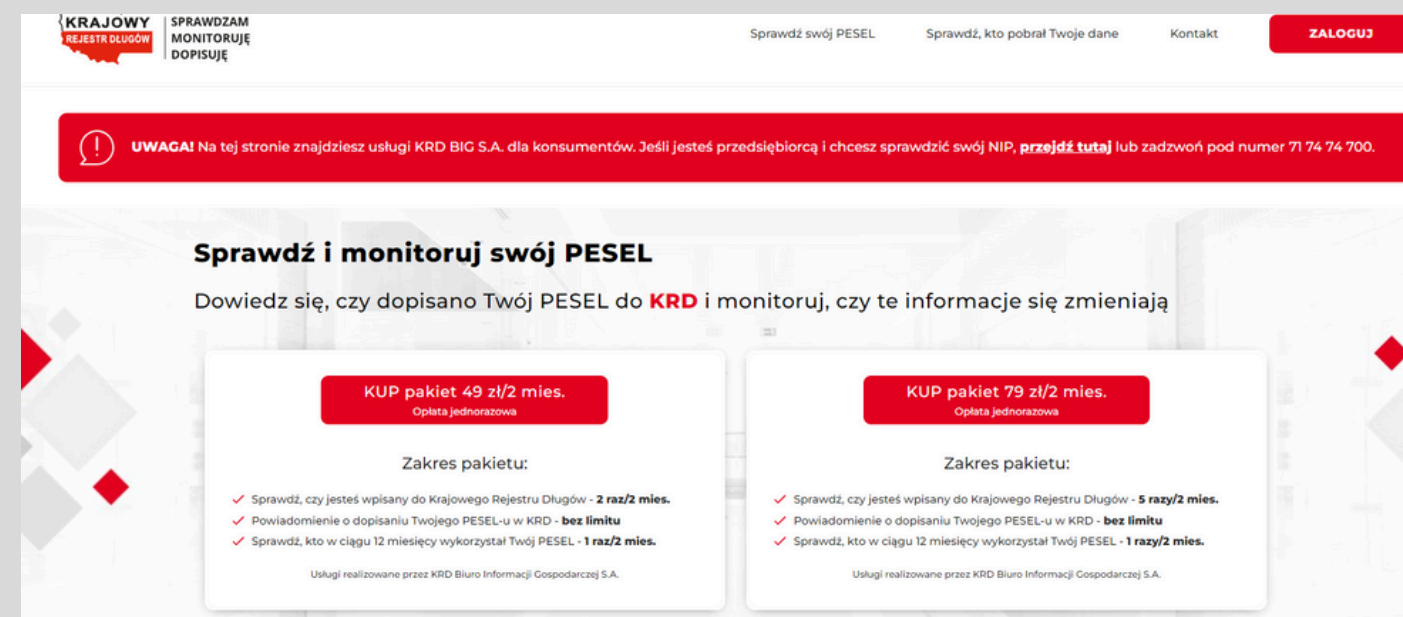 KRAJOWY
REJESTR DŁUGÓW
SPRAWDZAM
MONITORUJĘ
DOPISUJĘ
Sprawdź swój PESEL
Sprawdź, kto pobrał Twoje dane
Kontakt
ZALOGUJ
UWAGA! Na tej stronie znajdziesz usługi KRD BIG S.A. dla konsumentów. Jeśli jesteś przedsiębiorcą i chcesz sprawdzić swój NIP, przejdź tutaj lub zadzwoń pod numer 71 74 74 700.
Sprawdź i monitoruj swój PESEL
Dowiedz się, czy dopisano Twój PESEL do KRD i monitoruj, czy te informacje się zmieniają
KUP pakiet 49 zł/2 mies.
Opłata jednorazowa
Zakres pakietu:
Sprawdź, czy jesteś wpisany do Krajowego Rejestru Długów - 2 raz/2 mies.
Powiadomienie o dopisaniu Twojego PESEL-u w KRD - bez limitu
Sprawdź, kto w ciągu 12 miesięcy wykorzystał Twój PESEL - 1 raz/2 mies.
Usługi realizowane przez KRD Biuro Informacji Gospodarczej S.A.
KUP pakiet 79 zł/2 mies.
Opłata jednorazowa
Zakres pakietu:
Sprawdź, czy jesteś wpisany do Krajowego Rejestru Długów - 5 razy/2 mies.
Powiadomienie o dopisaniu Twojego PESEL-u w KRD - bez limitu
Sprawdź, kto w ciągu 12 miesięcy wykorzystał Twój PESEL - 1 razy/2 mies.
Usługi realizowane przez KRD Biuro Informacji Gospodarczej S.A.